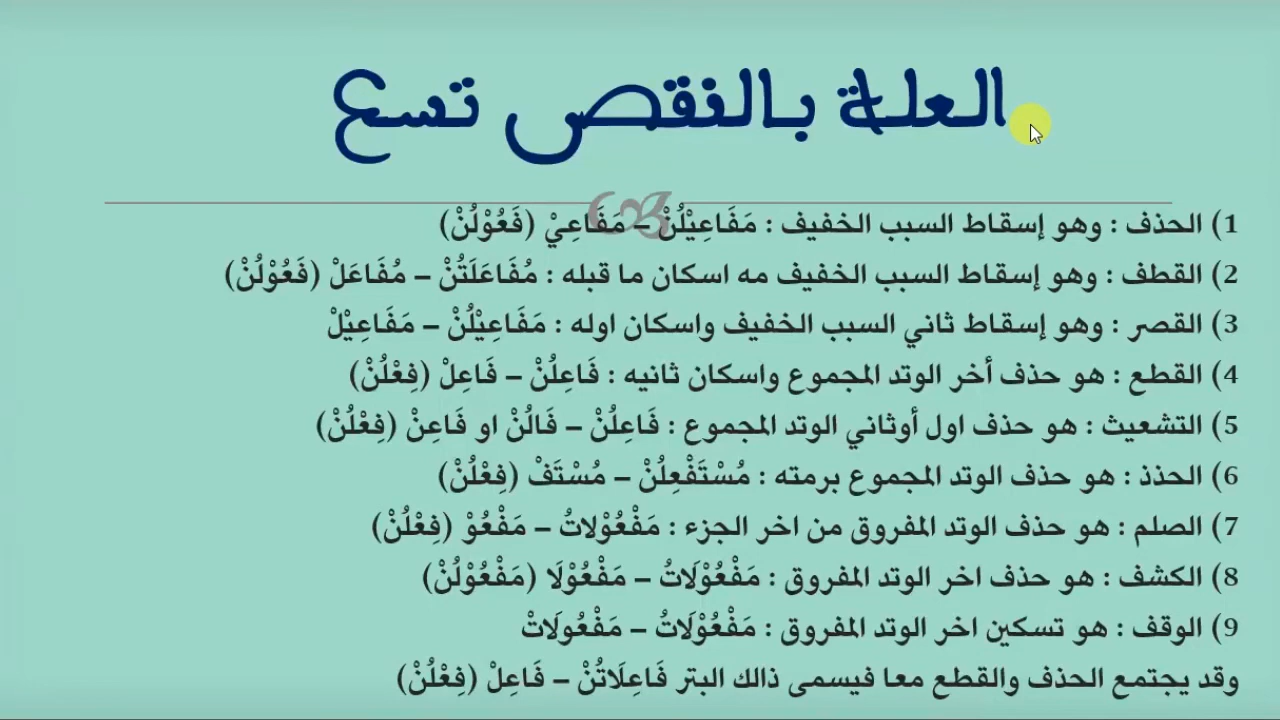 العلة بالنقص تسع
1) الحذف : وهو إسقاط السبب الخفيف : مَفَاعِيْلُنْ – مَفَاعِيْ (فَعُوْلُنْ)
2) القطف : وهو إسقاط السبب الخفيف مه اسكان ما قبله : مُفَاعَلَتُنْ – مُفَاعَلْ (فَعُوْلُنْ)
3) القصر : وهو إسقاط ثاني السبب الخفيف واسكان اوله : مَفَاعِيْلُنْ – مَفَاعِيْلْ
4) القطع : هو حذف أخر الوتد المجموع واسكان ثانيه : فَاعِلُنْ – فَاعِلْ (فِعْلُنْ)
5) التشعيث : هو حذف اول أوثاني الوتد المجموع : فَاعِلُنْ – فَالُنْ او فَاعِنْ (فِعْلُنْ)
6) الحذذ : هو حذف الوتد المجموع برمته : مُسْتَفْعِلُنْ – مُسْتَفْ (فِعْلُنْ)
7) الصلم : هو حذف الوتد المفروق من اخر الجزء : مَفْعُوْلاتُ – مَفْعُوْ (فِعْلُنْ)
8) الكشف : هو حذف اخر الوتد المفروق : مَفْعُوْلَاتُ – مَفْعُوْلَا (مَفْعُوْلُنْ)
9) الوقف : هو تسكين اخر الوتد المفروق : مَفْعُوْلَاتُ – مَفْعُولَاتْ
وقد يجتمع الحذف والقطع معا فيسمى ذالك البتر فَاعِلَاتُنْ – فَاعِلْ (فِعْلُنْ)